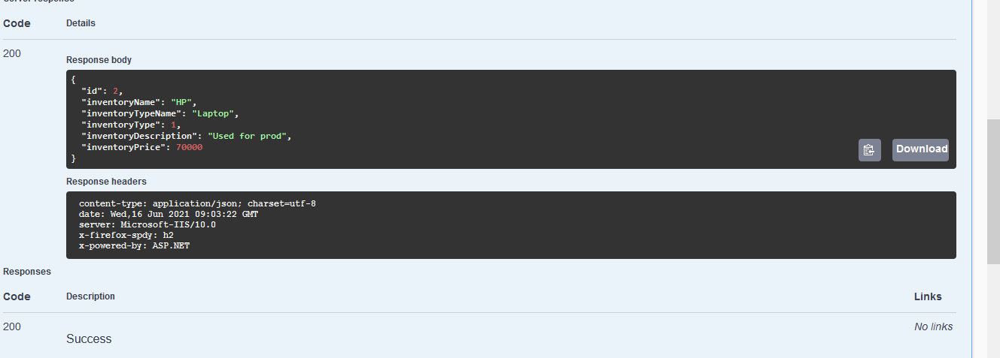 Server response
Code Details
200
Response body
{
  "id": 2,
  "inventoryName": "HP",
  "inventoryTypeName": "Laptop",
  "inventoryType": 1,
  "inventoryDescription": "Used for prod",
  "inventoryPrice": 70000
}
Download
Response headers
content-type: application/json; charset=utf-8
date: Wed,16 Jun 2021 09:03:22 GMT
server: Microsoft-IIS/10.0
x-firefox-spdy: h2
x-powered-by: ASP.NET
Responses
Code Description Links
200 No links
Success